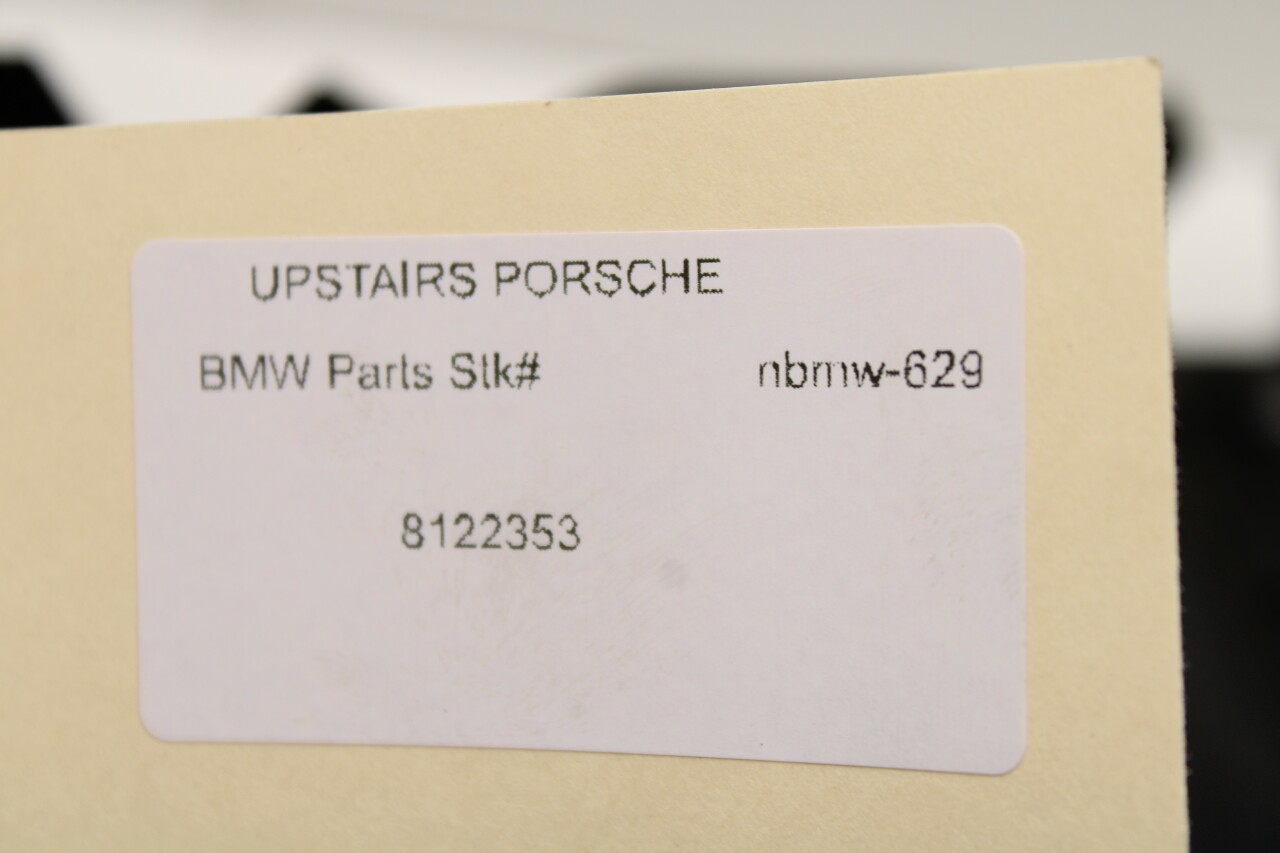 UPSTAIRS PORSCHE
BMW Parts Stk# nbmw-629
8122353